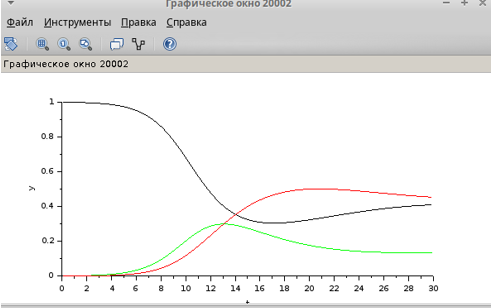 Графическое окно 20002
Файл Инструменты Правка Справка
Графическое окно 20002
1
0.8
0.6
0.4
0.2
0
y
0 2 4 6 8 10 12 14 16 18 20 22 24 26 28 30